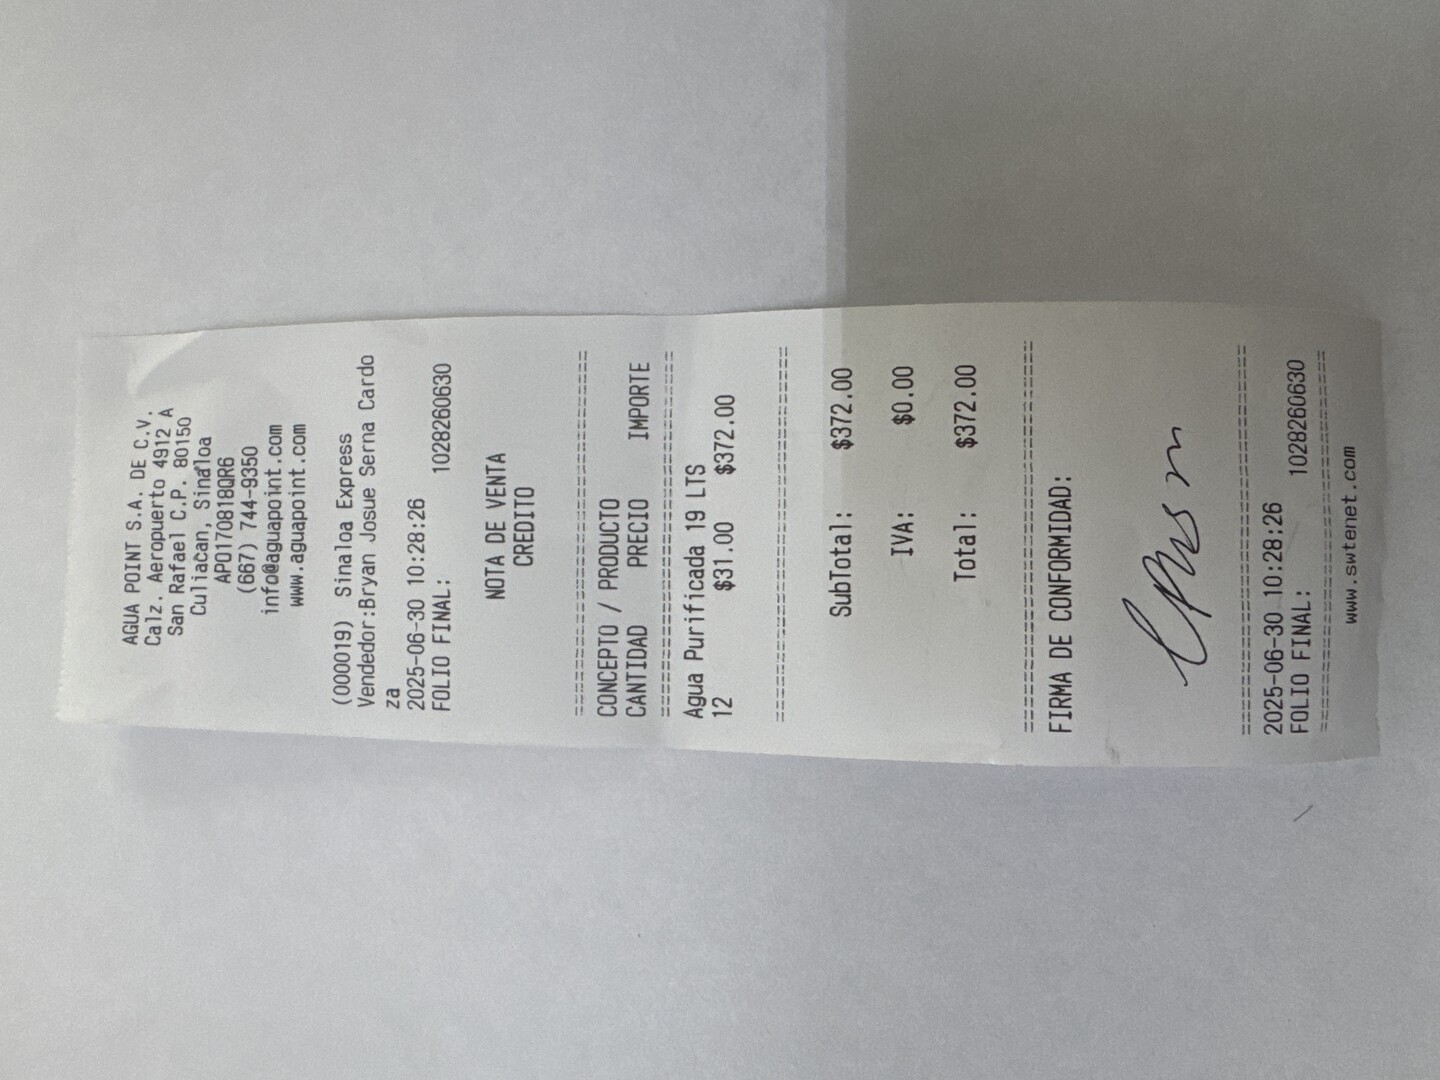 AGUA POINT S.A. DE C.V.
Calz. Aeropuerto 4912 A
San Rafael C.P. 80150
Culiacan, Sinaloa
APO170818QR6
(667) 744-9350
info@aguapoint.com
www.aguapoint.com
(000019) Sinaloa Express
Vendedor:Bryan Josue Serna Cardo
za
2025-06-30 10:28:26
FOLIO FINAL: 1028260630
NOTA DE VENTA
CREDITO
================================
CONCEPTO / PRODUCTO
CANTIDAD PRECIO IMPORTE
================================
Agua Purificada 19 LTS
12 $31.00 $372.00
================================
SubTotal: $372.00
IVA: $0.00
Total: $372.00
================================
FIRMA DE CONFORMIDAD:
================================
2025-06-30 10:28:26
FOLIO FINAL: 1028260630
================================
www.swtenet.com